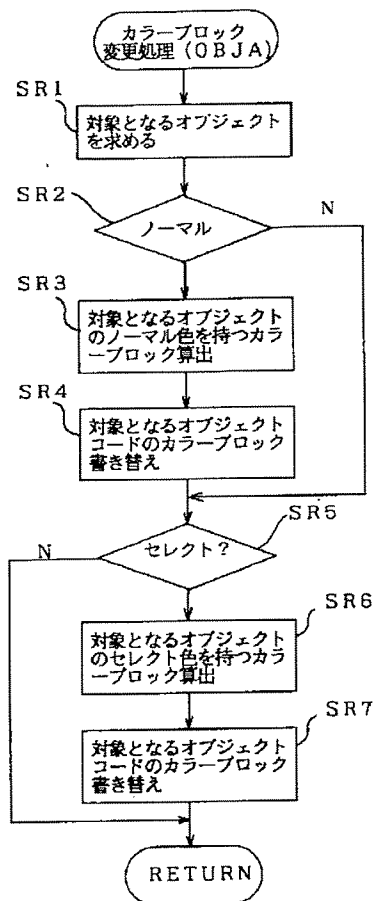 カラーブロック
変更処理(OBJA)
SR1
対象となるオブジェクト
を求める
SR2
ノーマル
N
SR3
対象となるオブジェクト
のノーマル色を持つカラ
ーブロック算出
SR4
対象となるオブジェクト
コードのカラーブロック
書き替え
SR5
セレクト?
N
SR6
対象となるオブジェクト
のセレクト色を持つカラ
ーブロック算出
SR7
対象となるオブジェクト
コードのカラーブロック
書き替え
RETURN